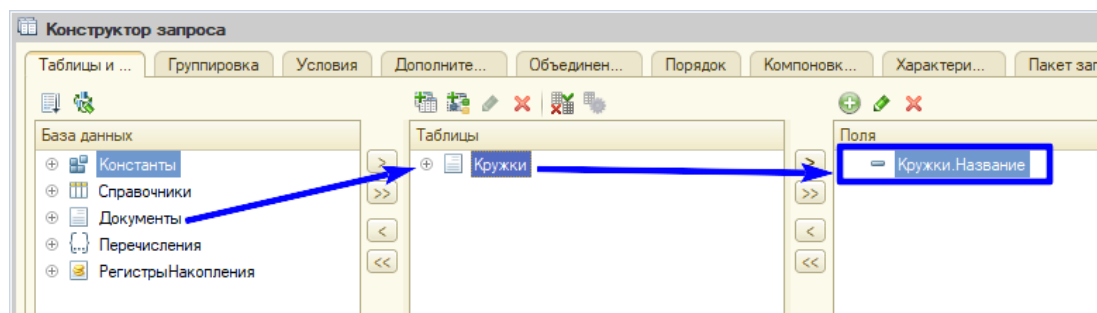 Конструктор запроса
Таблицы и ... Группировка Условия Дополните... Объединен... Порядок Компоновк... Характери... Пакет зап
База данных Таблицы Поля
Константы > Кружки > Кружки.Название
Справочники >> >>
Документы
Перечисления < <
РегистрыНакопления << <<